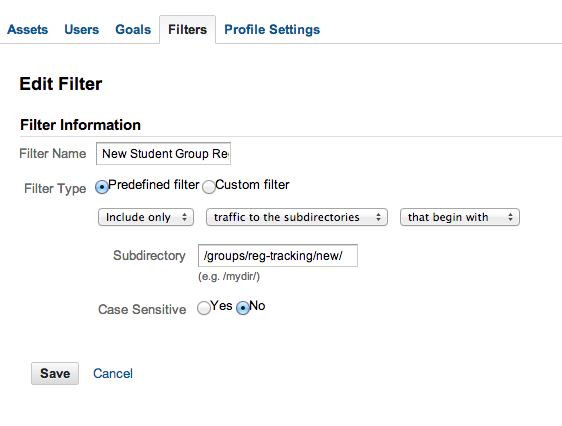 Assets Users Goals Filters Profile Settings
Edit Filter
Filter Information
Filter Name New Student Group Re
Filter Type Predefined filter Custom filter
Include only traffic to the subdirectories that begin with
Subdirectory /groups/reg-tracking/new/
(e.g. /mydir/)
Case Sensitive Yes No
Save Cancel